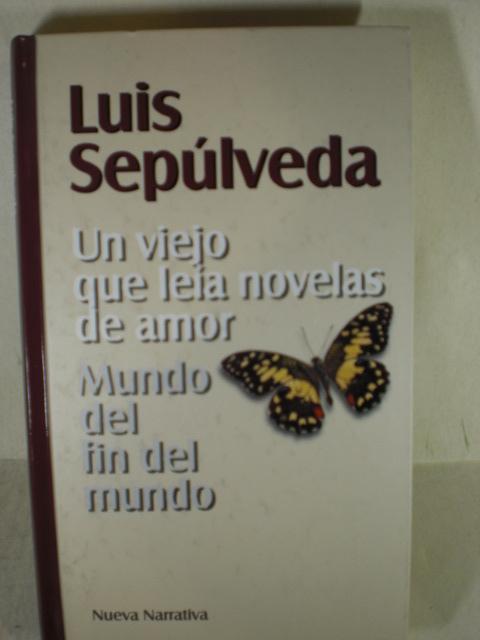 Luis
Sepúlveda
Un viejo
que leía novelas
de amor
Mundo
del
fin del
mundo
Nueva Narrativa